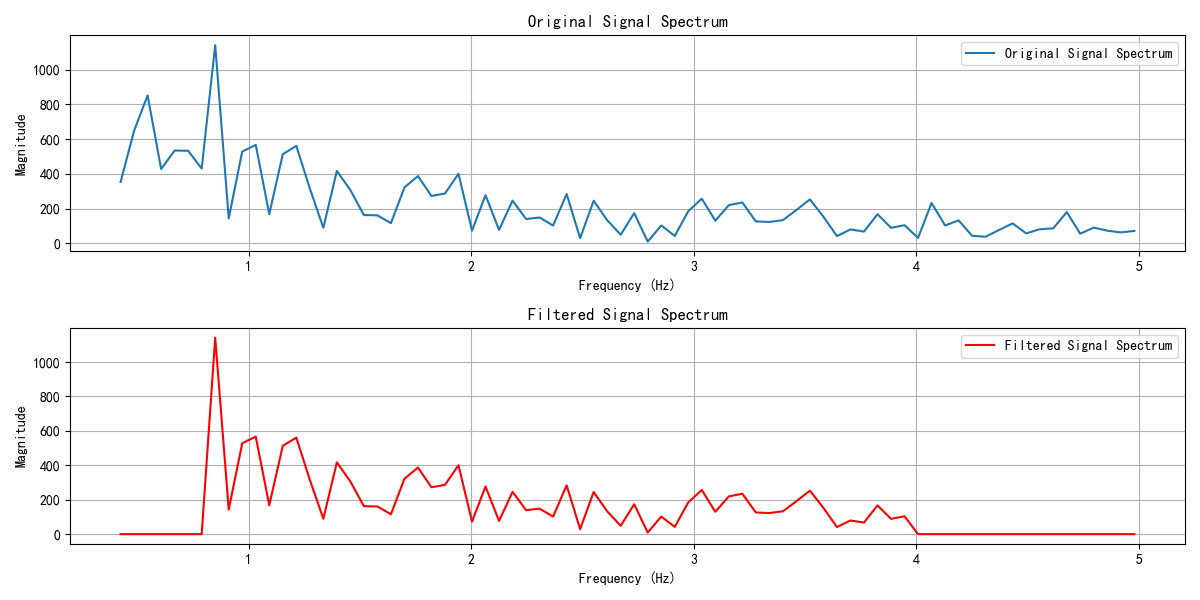 Original Signal Spectrum
Original Signal Spectrum
Magnitude
1000
800
600
400
200
0
1 2 3 4 5
Frequency (Hz)
Filtered Signal Spectrum
Filtered Signal Spectrum
Magnitude
1000
800
600
400
200
0
1 2 3 4 5
Frequency (Hz)